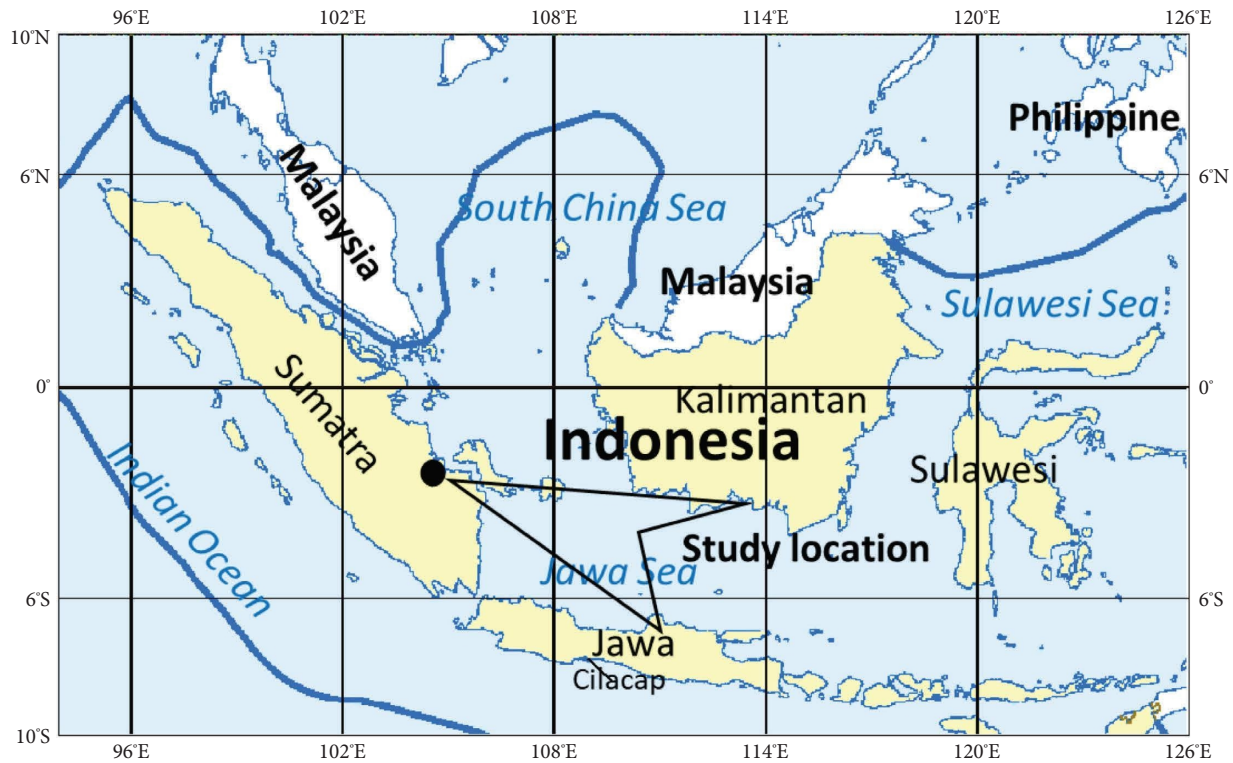 96°E 102°E 108°E 114°E 120°E 126°E
10°N
Philippine
Malaysia
6°N 6°N
South China Sea
Malaysia
Sulawesi Sea
0° 0°
Sumatra
Kalimantan
Indonesia
Sulawesi
Indian Ocean
Study location
Jawa Sea
6°S 6°S
Jawa
Cilacap
10°S
96°E 102°E 108°E 114°E 120°E 126°E